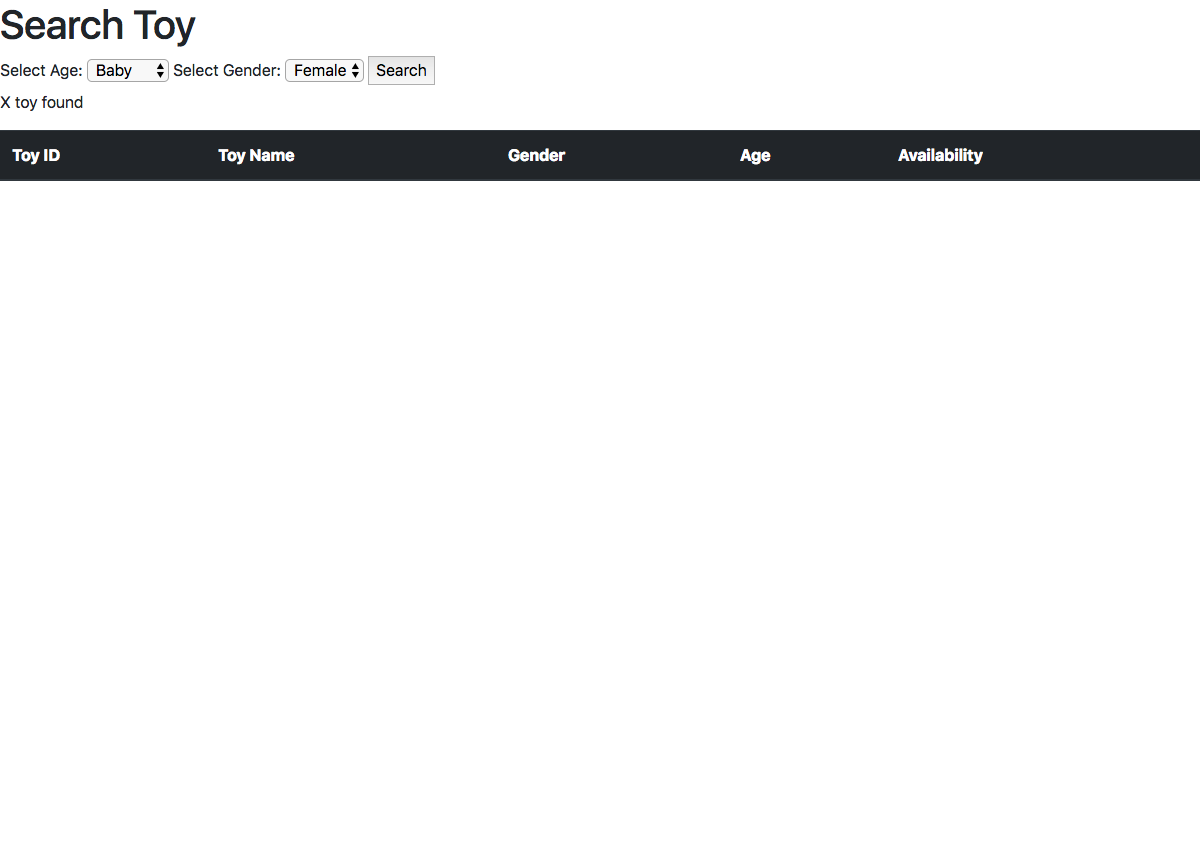 Search Toy
Select Age: Baby Select Gender: Female Search
X toy found
Toy ID Toy Name Gender Age Availability